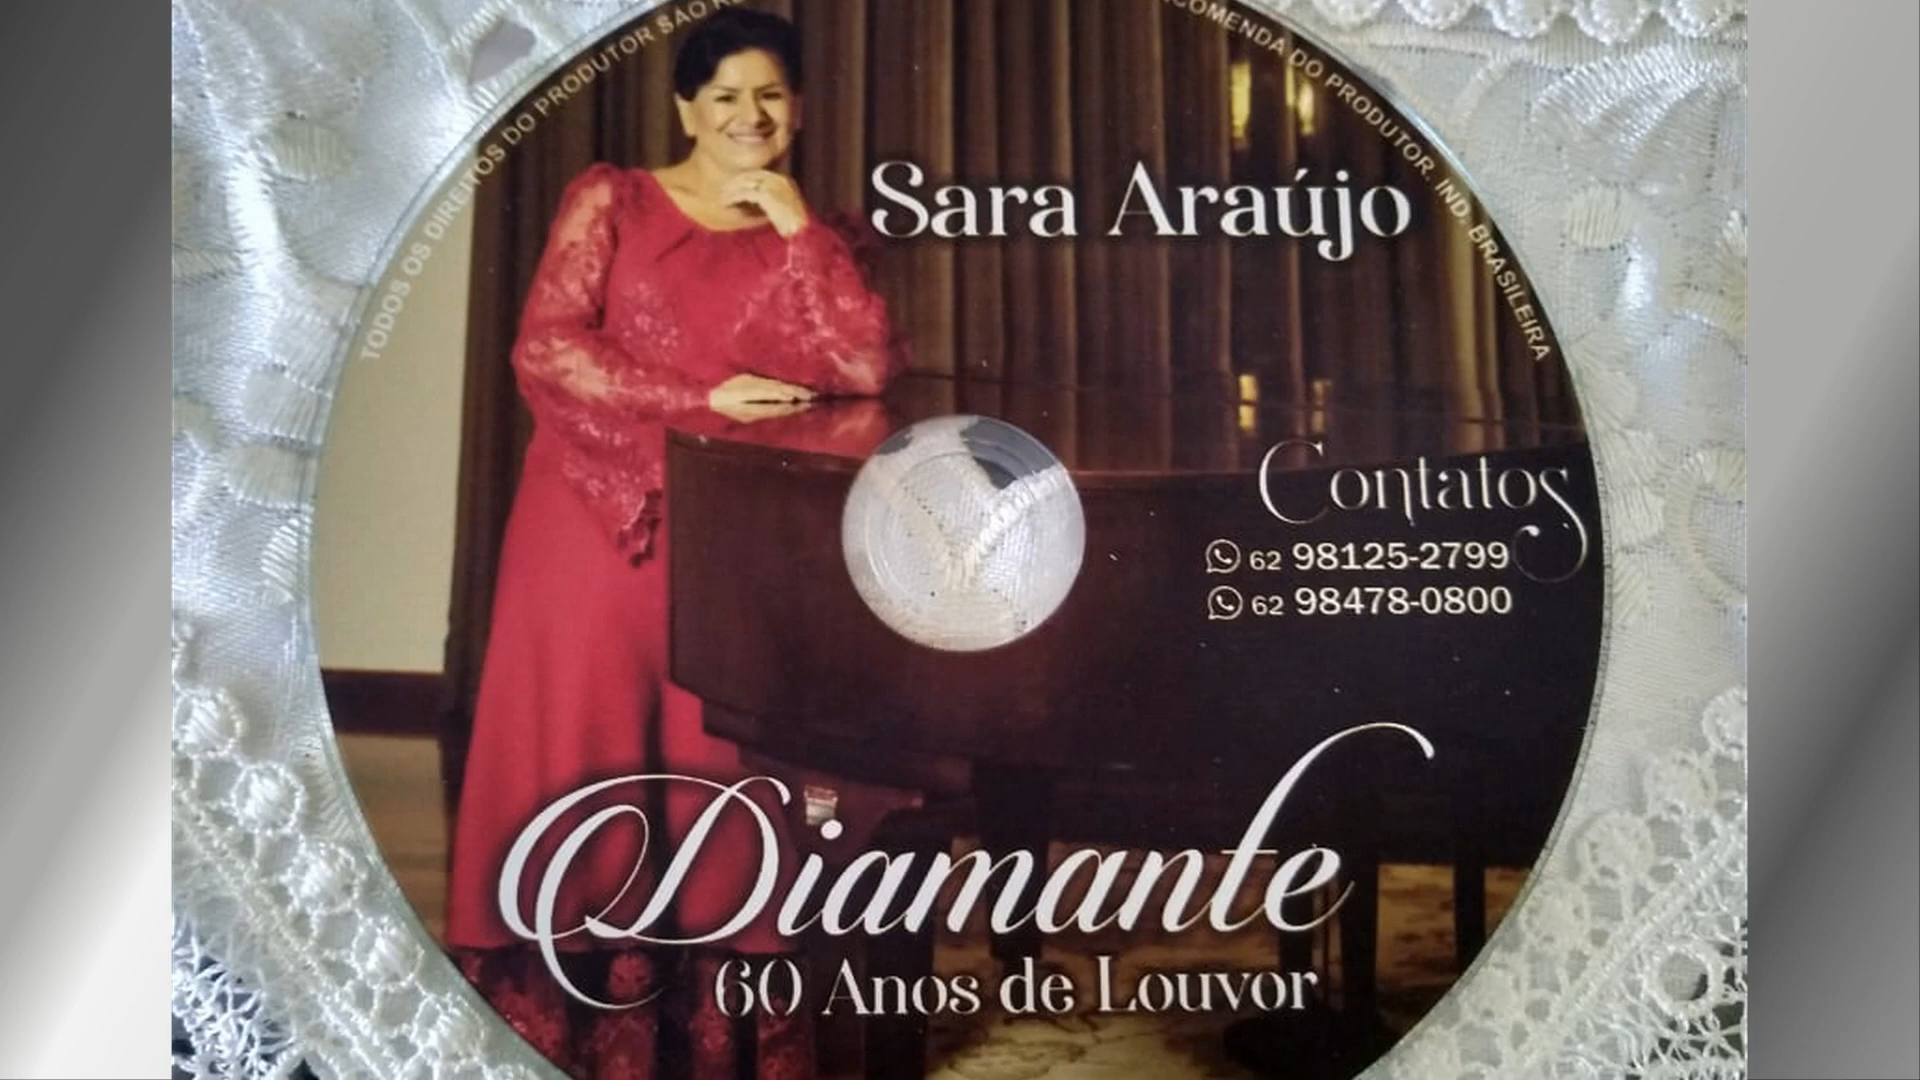 TODOS OS DIREITOS DO PRODUTOR SÃO
DO PRODUTOR. IND. BRASILEIRA
Sara Araújo
Contatos
62 98125-2799
62 98478-0800
Diamante
60 Anos de Louvor